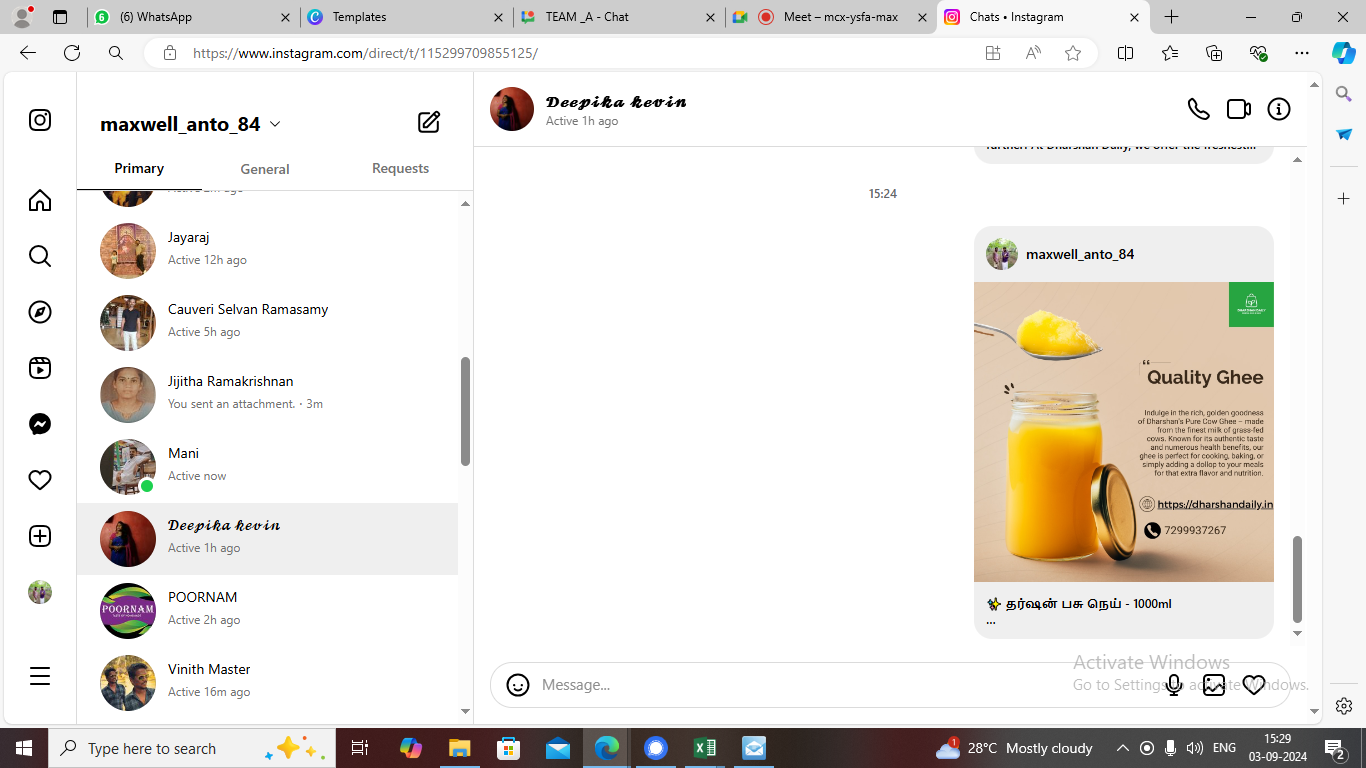 (6) WhatsApp
Templates
TEAM _A - Chat
Meet – mcx-ysfa-max
Chats • Instagram
https://www.instagram.com/direct/t/115299709855125/
maxwell_anto_84
Primary
General
Requests
Jayaraj
Active 12h ago
Cauveri Selvan Ramasamy
Active 5h ago
Jijitha Ramakrishnan
You sent an attachment. · 3m
Mani
Active now
𝓓𝓮𝓮𝓹𝓲𝓴𝓪 𝓴𝓮𝓿𝓲𝓷
Active 1h ago
POORNAM
POORNAM
Active 2h ago
Vinith Master
Active 16m ago
𝓓𝓮𝓮𝓹𝓲𝓴𝓪 𝓴𝓮𝓿𝓲𝓷
Active 1h ago
further! At Dharshan Daily, we offer the freshest...
15:24
maxwell_anto_84
DHARSHAN DAILY
Quality Ghee
Indulge in the rich, golden goodness
of Dharshan's Pure Cow Ghee – made
from the finest milk of grass-fed
cows. Known for its authentic taste
and numerous health benefits, our
ghee is perfect for cooking, baking, or
simply adding a dollop to your meals
for that extra flavor and nutrition.
https://dharshandaily.in
7299937267
✨ தர்ஷன் பசு நெய் - 1000ml
...
Message...
Activate Windows
Go to Settings to activate Windows.
Type here to search
1
28°C Mostly cloudy
ENG
15:29
03-09-2024
2